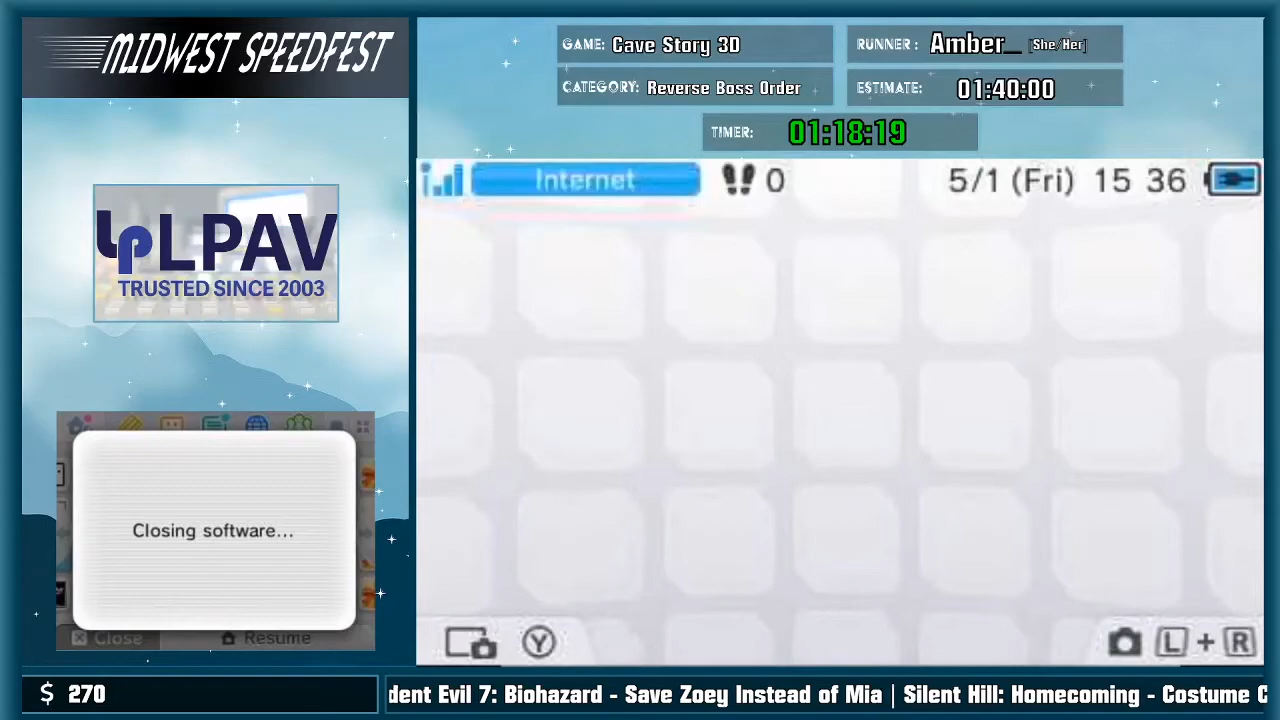 MIDWEST SPEEDFEST
GAME: Cave Story 3D
RUNNER : Amber_ [She/Her]
CATEGORY: Reverse Boss Order
ESTIMATE: 01:40:00
TIMER: 01:18:19
Internet 0 5/1 (Fri) 15 36
LP LPAV
TRUSTED SINCE 2003
Closing software...
X Close Resume
Y L + R
$ 270
dent Evil 7: Biohazard - Save Zoey Instead of Mia | Silent Hill: Homecoming - Costume C